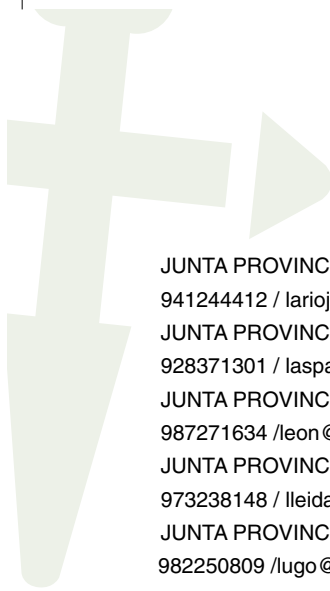 JUNTA PROVINC
941244412 / larioj
JUNTA PROVINC
928371301 / laspa
JUNTA PROVINC
987271634 /leon@
JUNTA PROVINC
973238148 / lleida
JUNTA PROVINC
982250809 /lugo@